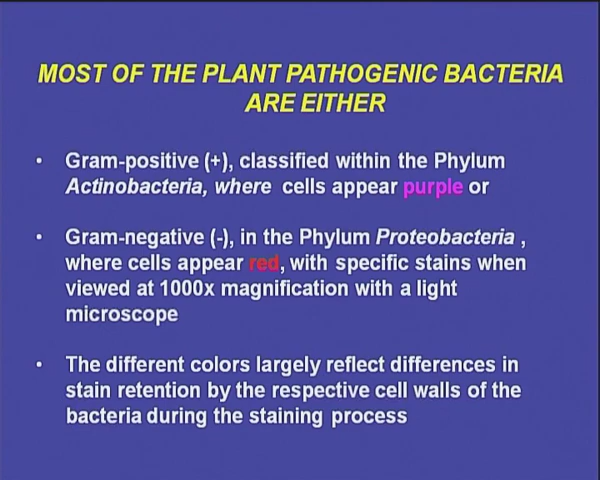 MOST OF THE PLANT PATHOGENIC BACTERIA
ARE EITHER
• Gram-positive (+), classified within the Phylum
Actinobacteria, where cells appear purple or
• Gram-negative (-), in the Phylum Proteobacteria ,
where cells appear red, with specific stains when
viewed at 1000x magnification with a light
microscope
• The different colors largely reflect differences in
stain retention by the respective cell walls of the
bacteria during the staining process